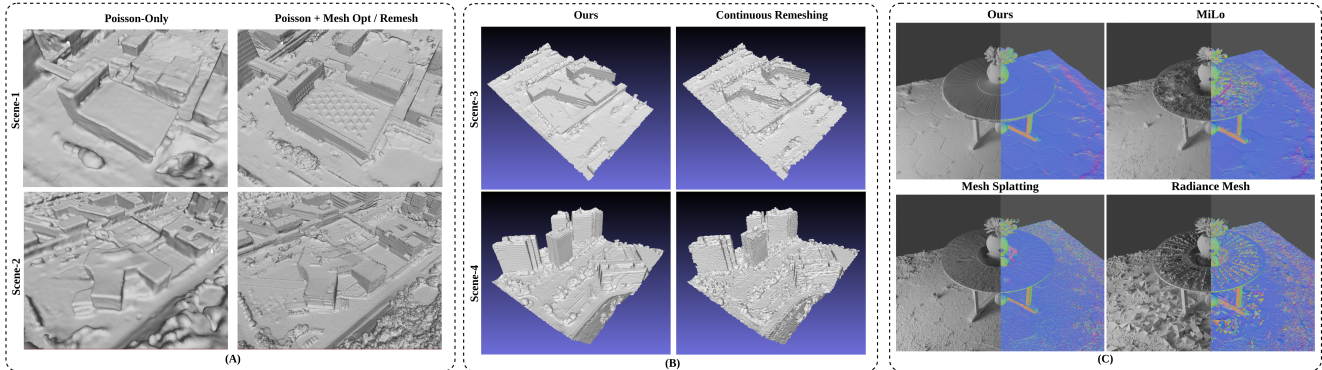 Poisson-Only
Poisson + Mesh Opt / Remesh
Scene-1
Scene-2
(A)
Ours
Continuous Remeshing
Scene-3
Scene-4
(B)
Ours
MiLo
Mesh Splatting
Radiance Mesh
(C)